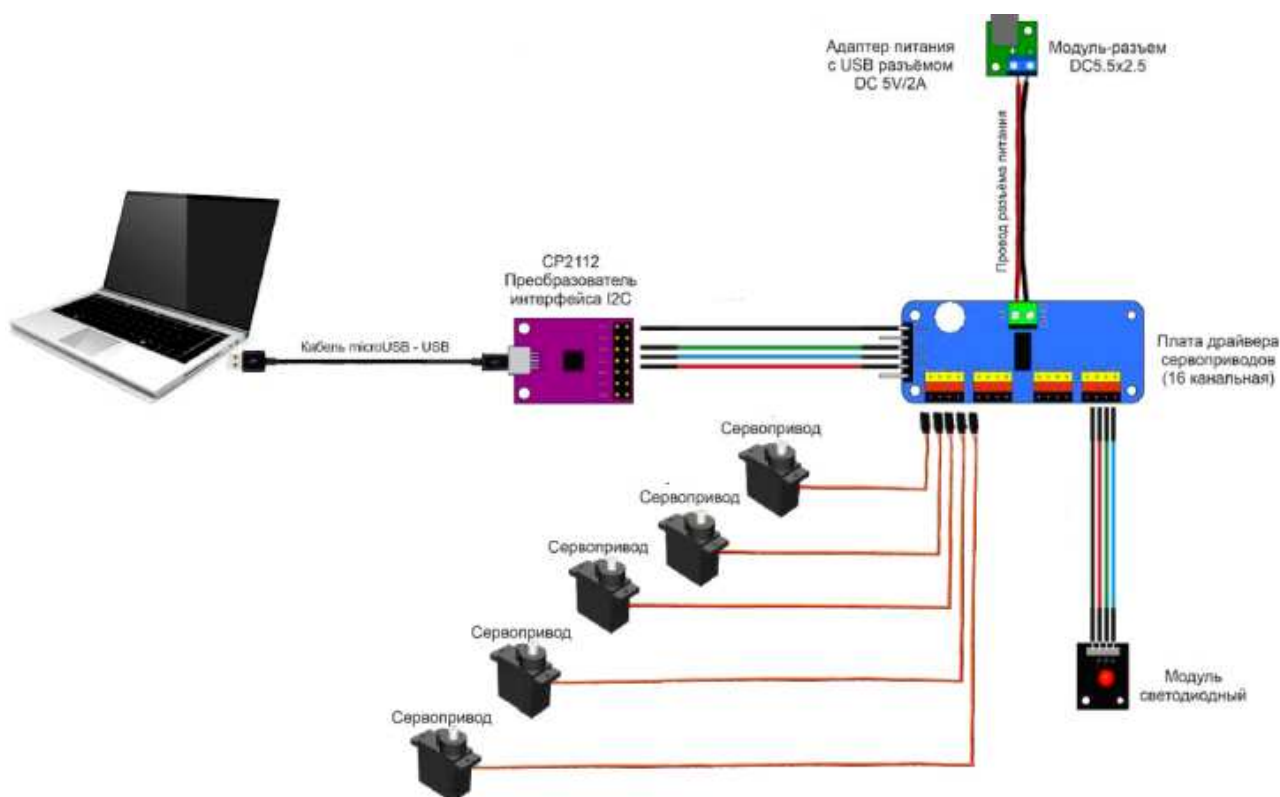 Адаптер питания
с USB разъёмом
DC 5V/2A
Модуль-разъем
DC5.5x2.5
Провод разъёма питания
CP2112
Преобразователь
интерфейса I2C
Кабель microUSB - USB
Плата драйвера
сервоприводов
(16 канальная)
Сервопривод
Сервопривод
Сервопривод
Сервопривод
Сервопривод
Модуль
светодиодный